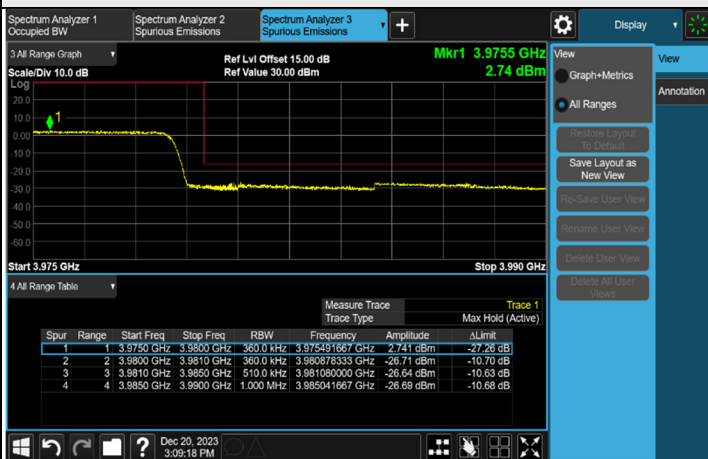 Spectrum Analyzer 1
Occupied BW
Spectrum Analyzer 2
Spurious Emissions
Spectrum Analyzer 3
Spurious Emissions
Display
3 All Range Graph
Scale/Div 10.0 dB
Ref Lvl Offset 15.00 dB
Ref Value 30.00 dBm
Mkr1 3.9755 GHz
2.74 dBm
Log
20.0
10.0
0.00
-10.0
-20.0
-30.0
-40.0
-50.0
-60.0
1
Start 3.975 GHz
Stop 3.990 GHz
4 All Range Table
Measure Trace Trace 1
Trace Type Max Hold (Active)
Spur Range Start Freq Stop Freq RBW Frequency Amplitude ΔLimit
1 1 3.9750 GHz 3.9800 GHz 360.0 kHz 3.975491667 GHz 2.741 dBm -27.26 dB
2 2 3.9800 GHz 3.9810 GHz 360.0 kHz 3.980878333 GHz -26.71 dBm -10.70 dB
3 3 3.9810 GHz 3.9850 GHz 510.0 kHz 3.981080000 GHz -26.64 dBm -10.63 dB
4 4 3.9850 GHz 3.9900 GHz 1.000 MHz 3.985041667 GHz -26.69 dBm -10.68 dB
View
Graph+Metrics
All Ranges
Restore Layout
To Default
Save Layout as
New View
Re-Save User View
Rename User View
Delete User View
Delete All User
Views
View
Annotation
?
Dec 20, 2023
3:09:18 PM